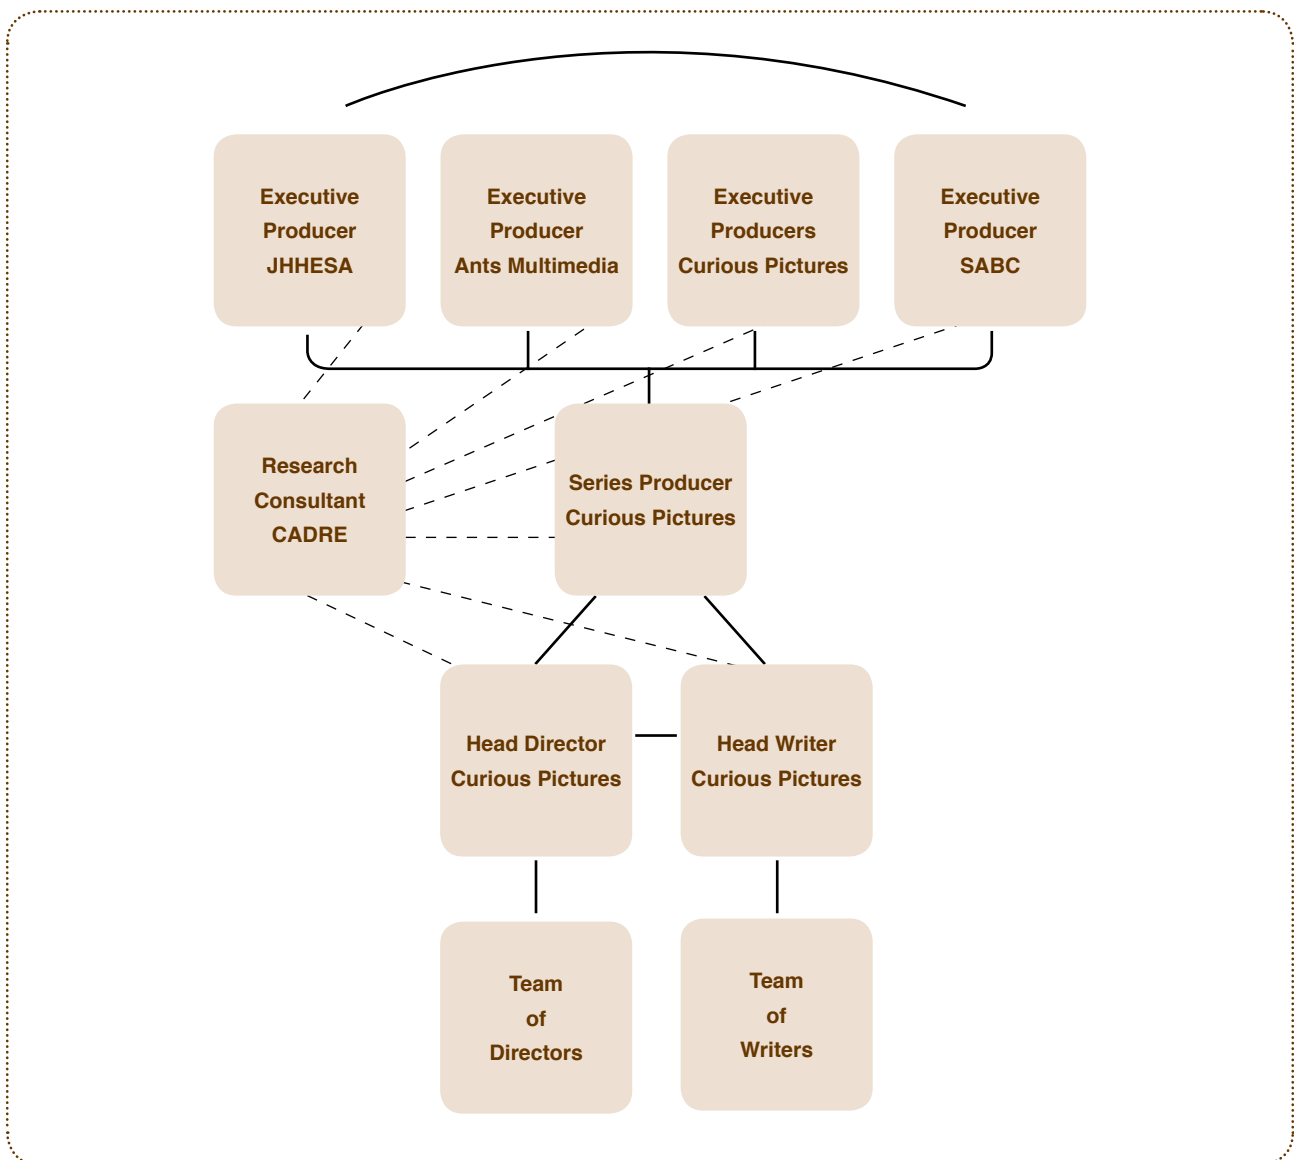 Executive
Producer
JHHESA
Executive
Producer
Ants Multimedia
Executive
Producers
Curious Pictures
Executive
Producer
SABC
Research
Consultant
CADRE
Series Producer
Curious Pictures
Head Director
Curious Pictures
Head Writer
Curious Pictures
Team
of
Directors
Team
of
Writers